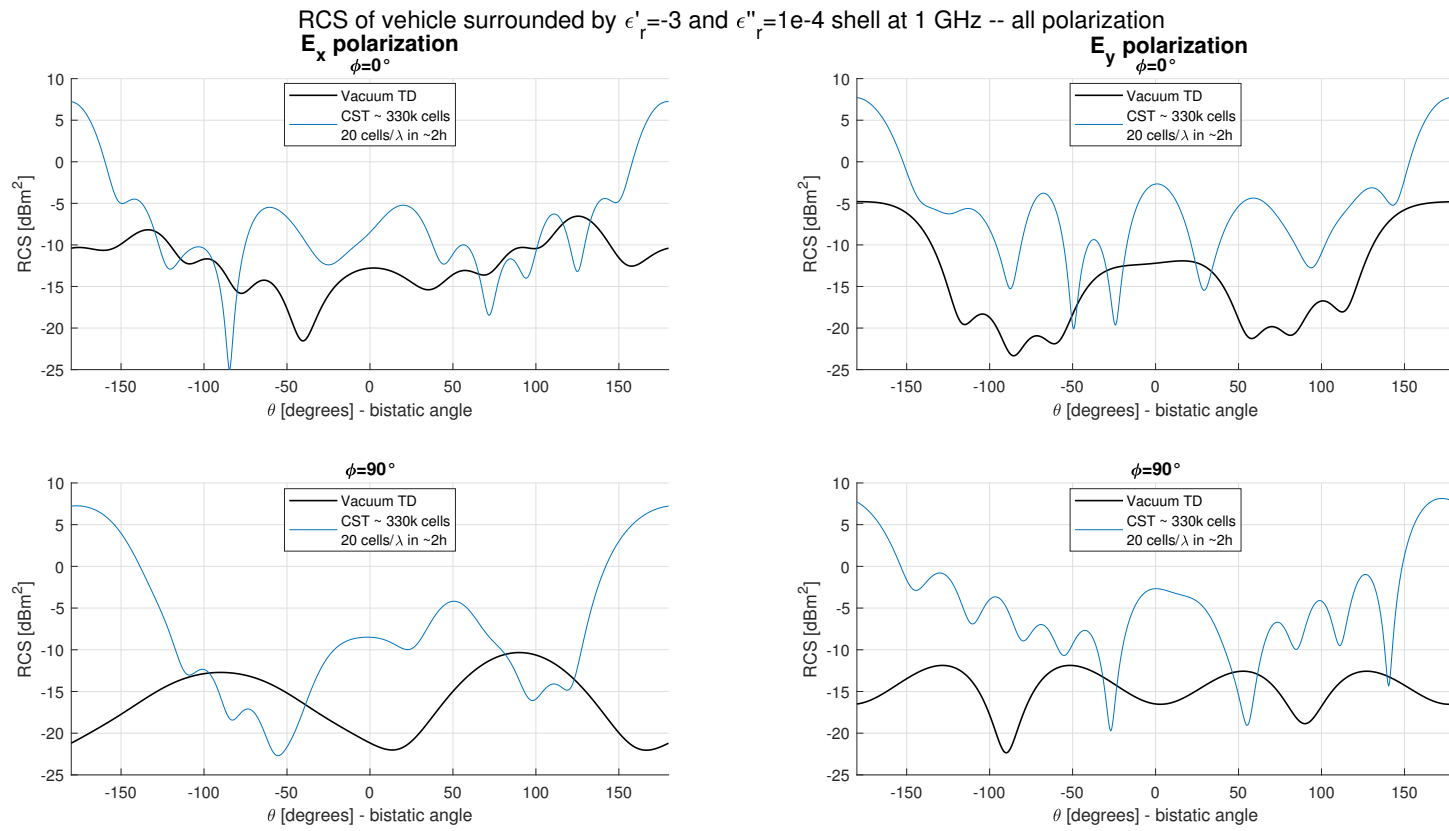 RCS of vehicle surrounded by ϵ'r=-3 and ϵ''r=1e-4 shell at 1 GHz -- all polarization
Ex polarization
ϕ=0°
10
5
0
-5
-10
-15
-20
-25
RCS [dBm²]
Vacuum TD
CST ~ 330k cells
20 cells/λ in ~2h
-150 -100 -50 0 50 100 150
θ [degrees] - bistatic angle
Ey polarization
ϕ=0°
10
5
0
-5
-10
-15
-20
-25
RCS [dBm²]
Vacuum TD
CST ~ 330k cells
20 cells/λ in ~2h
-150 -100 -50 0 50 100 150
θ [degrees] - bistatic angle
ϕ=90°
10
5
0
-5
-10
-15
-20
-25
RCS [dBm²]
Vacuum TD
CST ~ 330k cells
20 cells/λ in ~2h
-150 -100 -50 0 50 100 150
θ [degrees] - bistatic angle
ϕ=90°
10
5
0
-5
-10
-15
-20
-25
RCS [dBm²]
Vacuum TD
CST ~ 330k cells
20 cells/λ in ~2h
-150 -100 -50 0 50 100 150
θ [degrees] - bistatic angle